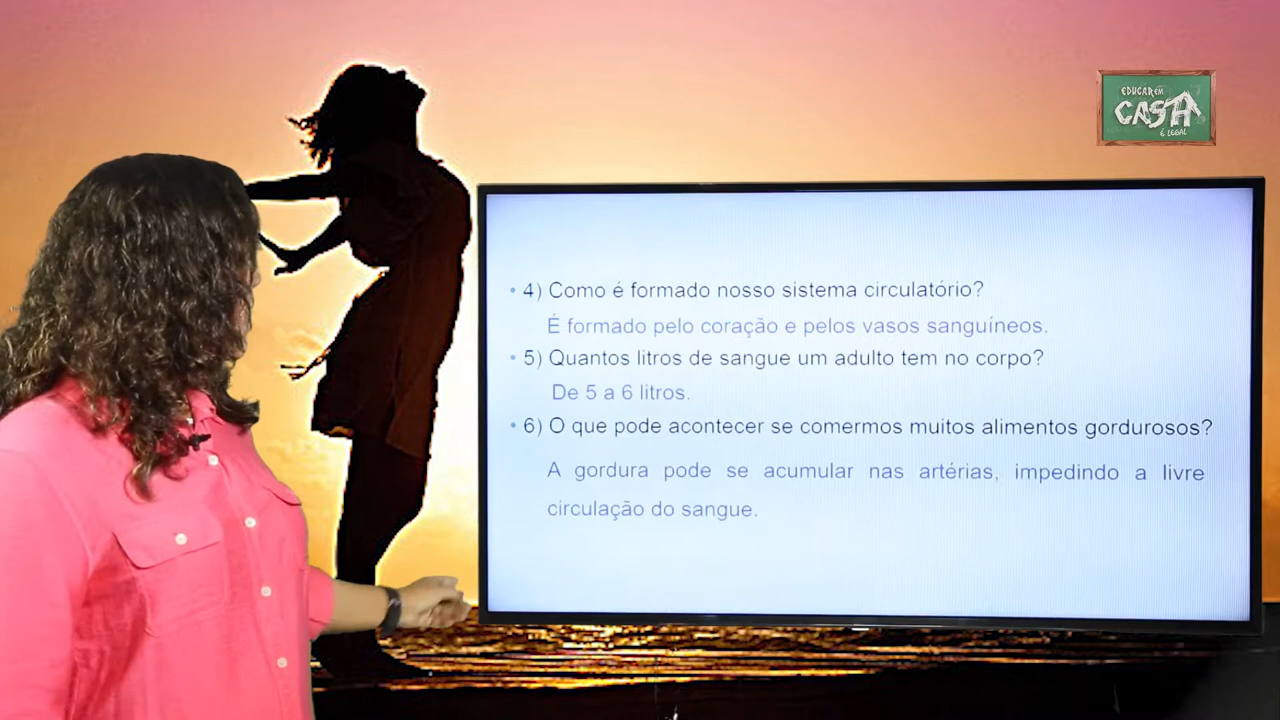 EDUCAR EM
CASA
É LEGAL
• 4) Como é formado nosso sistema circulatório?
É formado pelo coração e pelos vasos sanguíneos.
• 5) Quantos litros de sangue um adulto tem no corpo?
De 5 a 6 litros.
• 6) O que pode acontecer se comermos muitos alimentos gordurosos?
A gordura pode se acumular nas artérias, impedindo a livre
circulação do sangue.